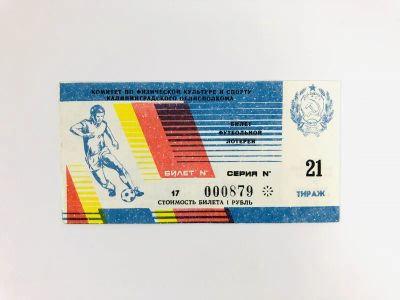 КОМИТЕТ ПО ФИЗИЧЕСКОЙ КУЛЬТУРЕ И СПОРТУ
КАЛИНИНГРАДСКОГО ОБЛИСПОЛКОМА
БИЛЕТ
ФУТБОЛЬНОЙ
ЛОТЕРЕИ
БИЛЕТ № СЕРИЯ № 21
17 000879 ТИРАЖ
СТОИМОСТЬ БИЛЕТА 1 РУБЛЬ